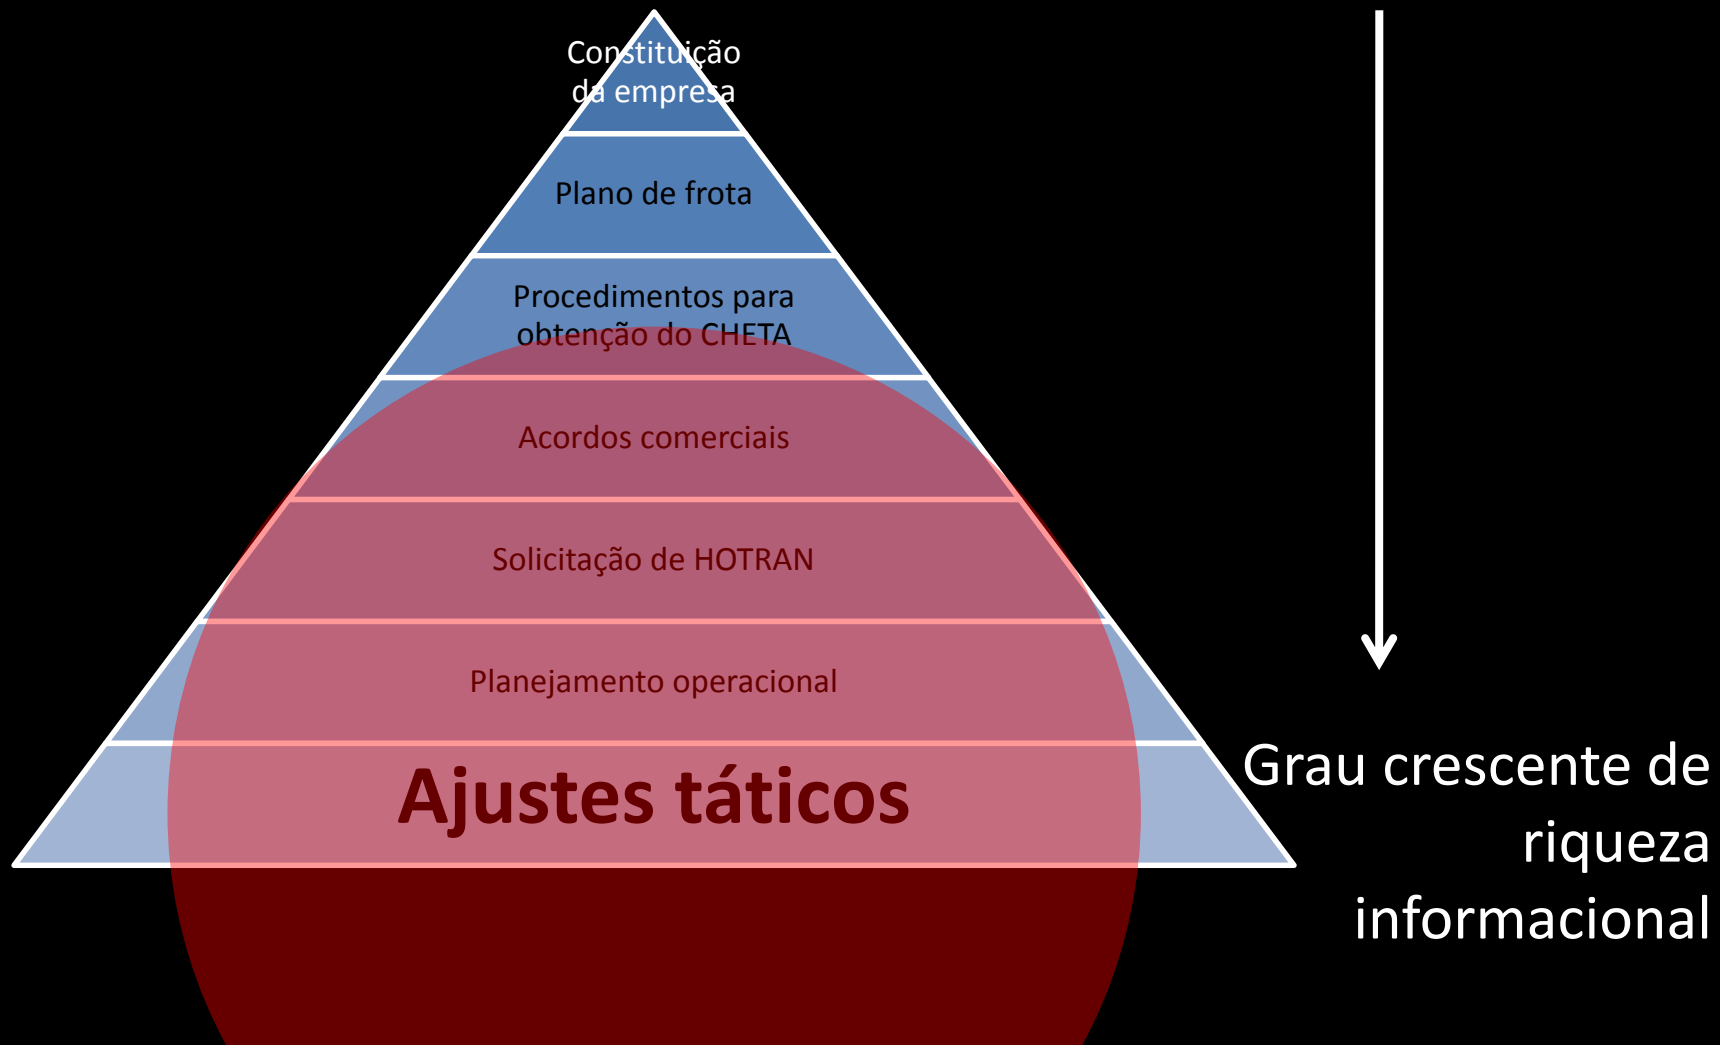 Constituição
da empresa
Plano de frota
Procedimentos para
obtenção do CHETA
Acordos comerciais
Solicitação de HOTRAN
Planejamento operacional
Ajustes táticos
Grau crescente de
riqueza
informacional